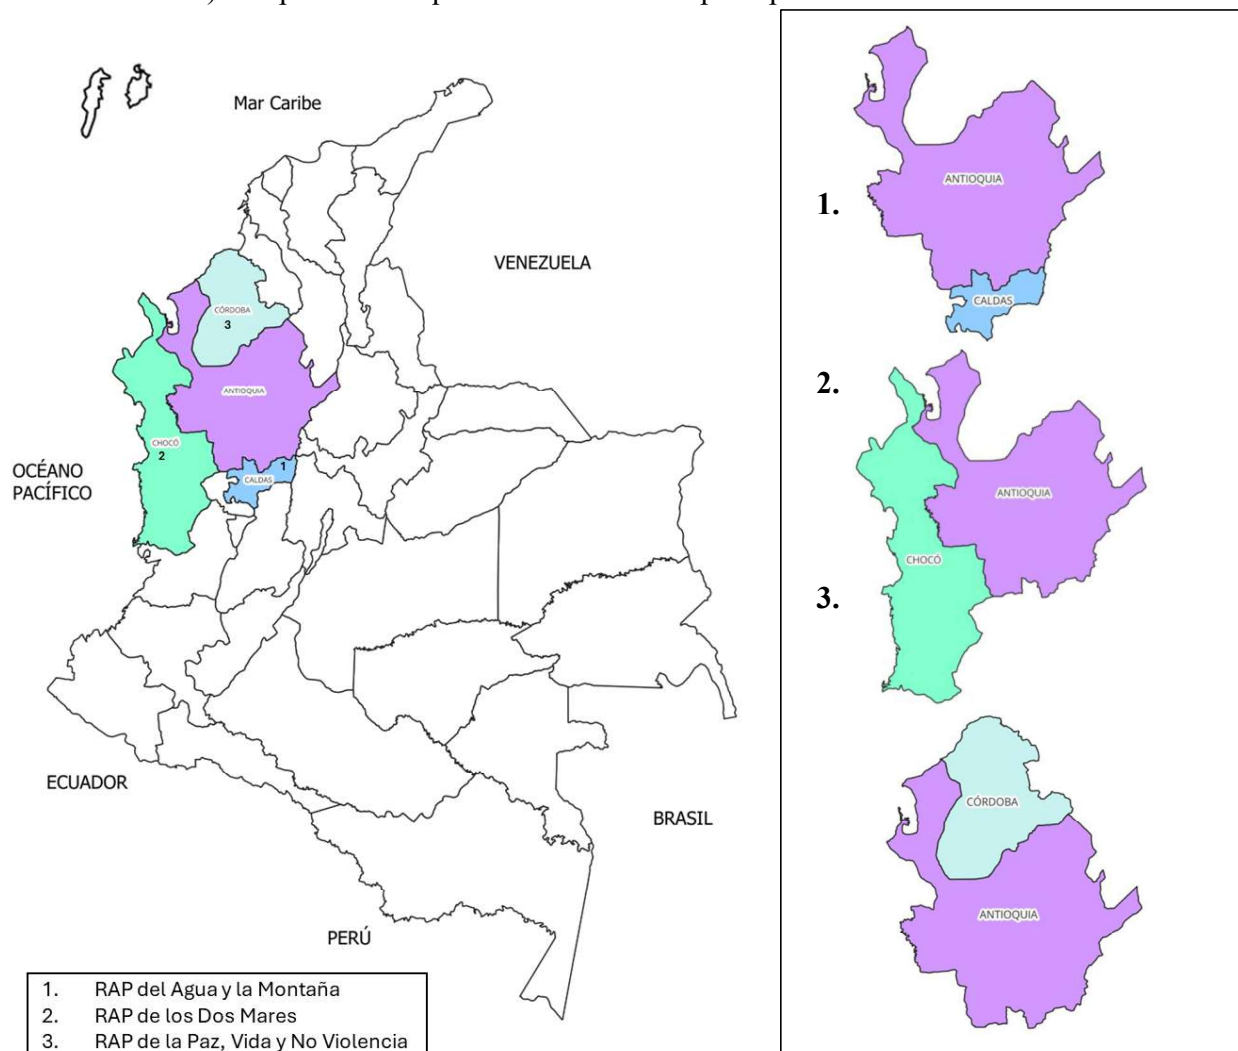 Mar Caribe
VENEZUELA
CÓRDOBA
3
ANTIOQUIA
CHOCÓ
2
1
CALDAS
OCÉANO
PACÍFICO
ECUADOR
BRASIL
PERÚ
1. RAP del Agua y la Montaña
2. RAP de los Dos Mares
3. RAP de la Paz, Vida y No Violencia
ANTIOQUIA
1.
CALDAS
2.
ANTIOQUIA
CHOCÓ
3.
CÓRDOBA
ANTIOQUIA